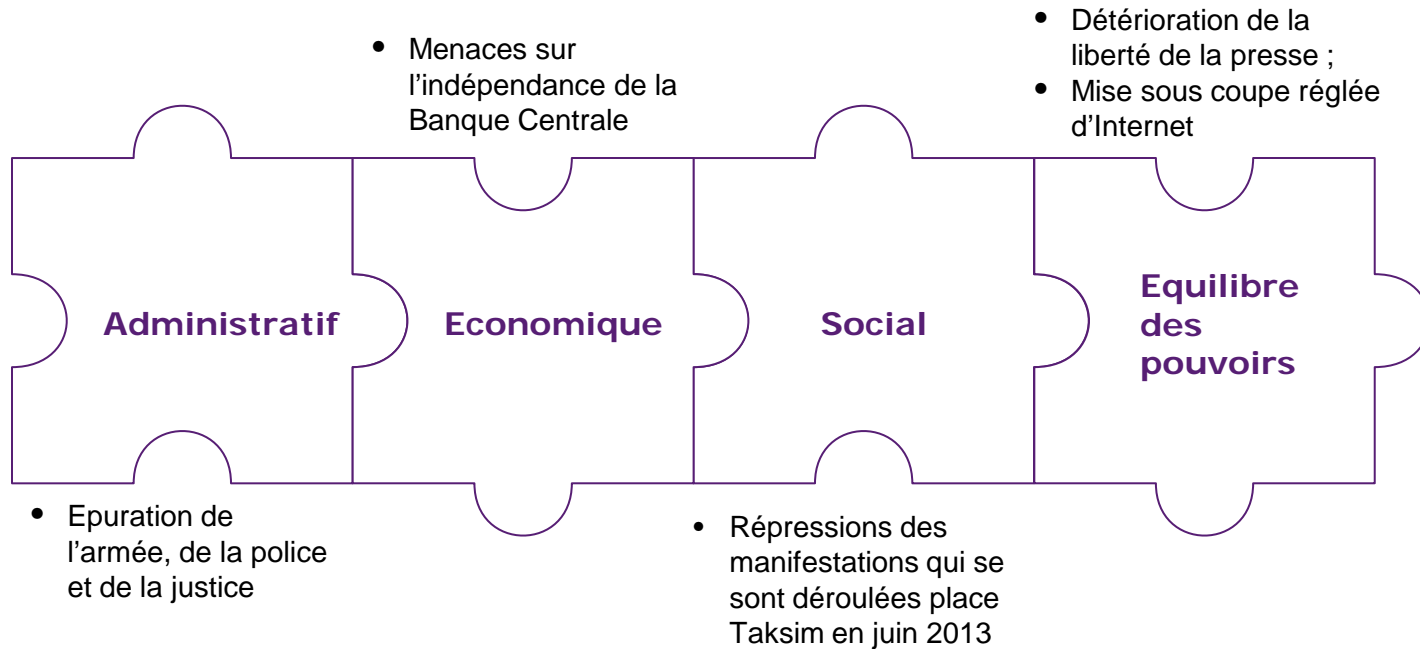 • Menaces sur
l’indépendance de la
Banque Centrale
• Détérioration de la
liberté de la presse ;
• Mise sous coupe réglée
d’Internet
Administratif
Economique
Social
Equilibre
des
pouvoirs
• Epuration de
l’armée, de la police
et de la justice
• Répressions des
manifestations qui se
sont déroulées place
Taksim en juin 2013